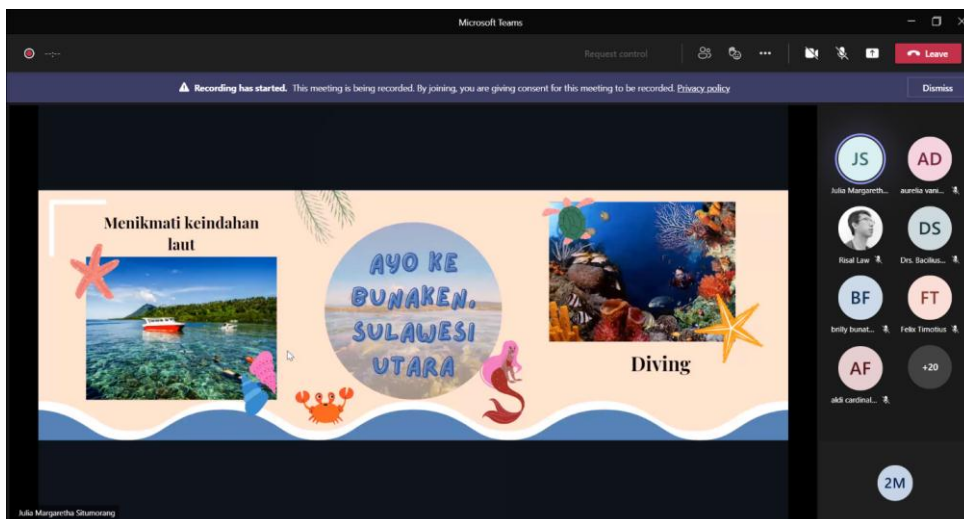 Microsoft Teams
--:--
Request control
Leave
Recording has started. This meeting is being recorded. By joining, you are giving consent for this meeting to be recorded. Privacy policy
Dismiss
Menikmati keindahan
laut
AYO KE
BUNAKEN,
SULAWESI
UTARA
Diving
JS
AD
Julia Margareth...
aurelia vani...
DS
Risal Law
Drs. Bacilius...
BF
FT
brilly bunat...
Felix Timotius
AF
+20
aldi cardinal...
2M
Julia Margaretha Situmorang